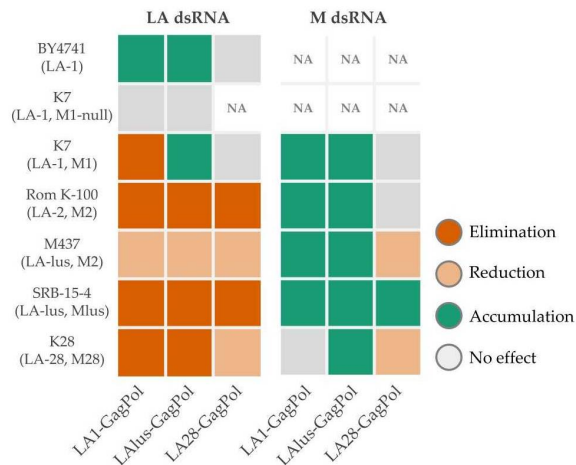 LA dsRNA
M dsRNA
BY4741
(LA-1)
NA NA NA
K7
(LA-1, M1-null)
NA
NA NA NA
K7
(LA-1, M1)
Rom K-100
(LA-2, M2)
M437
(LA-lus, M2)
SRB-15-4
(LA-lus, Mlus)
K28
(LA-28, M28)
LA1-GagPol
LAlus-GagPol
LA28-GagPol
LA1-GagPol
LAlus-GagPol
LA28-GagPol
Elimination
Reduction
Accumulation
No effect